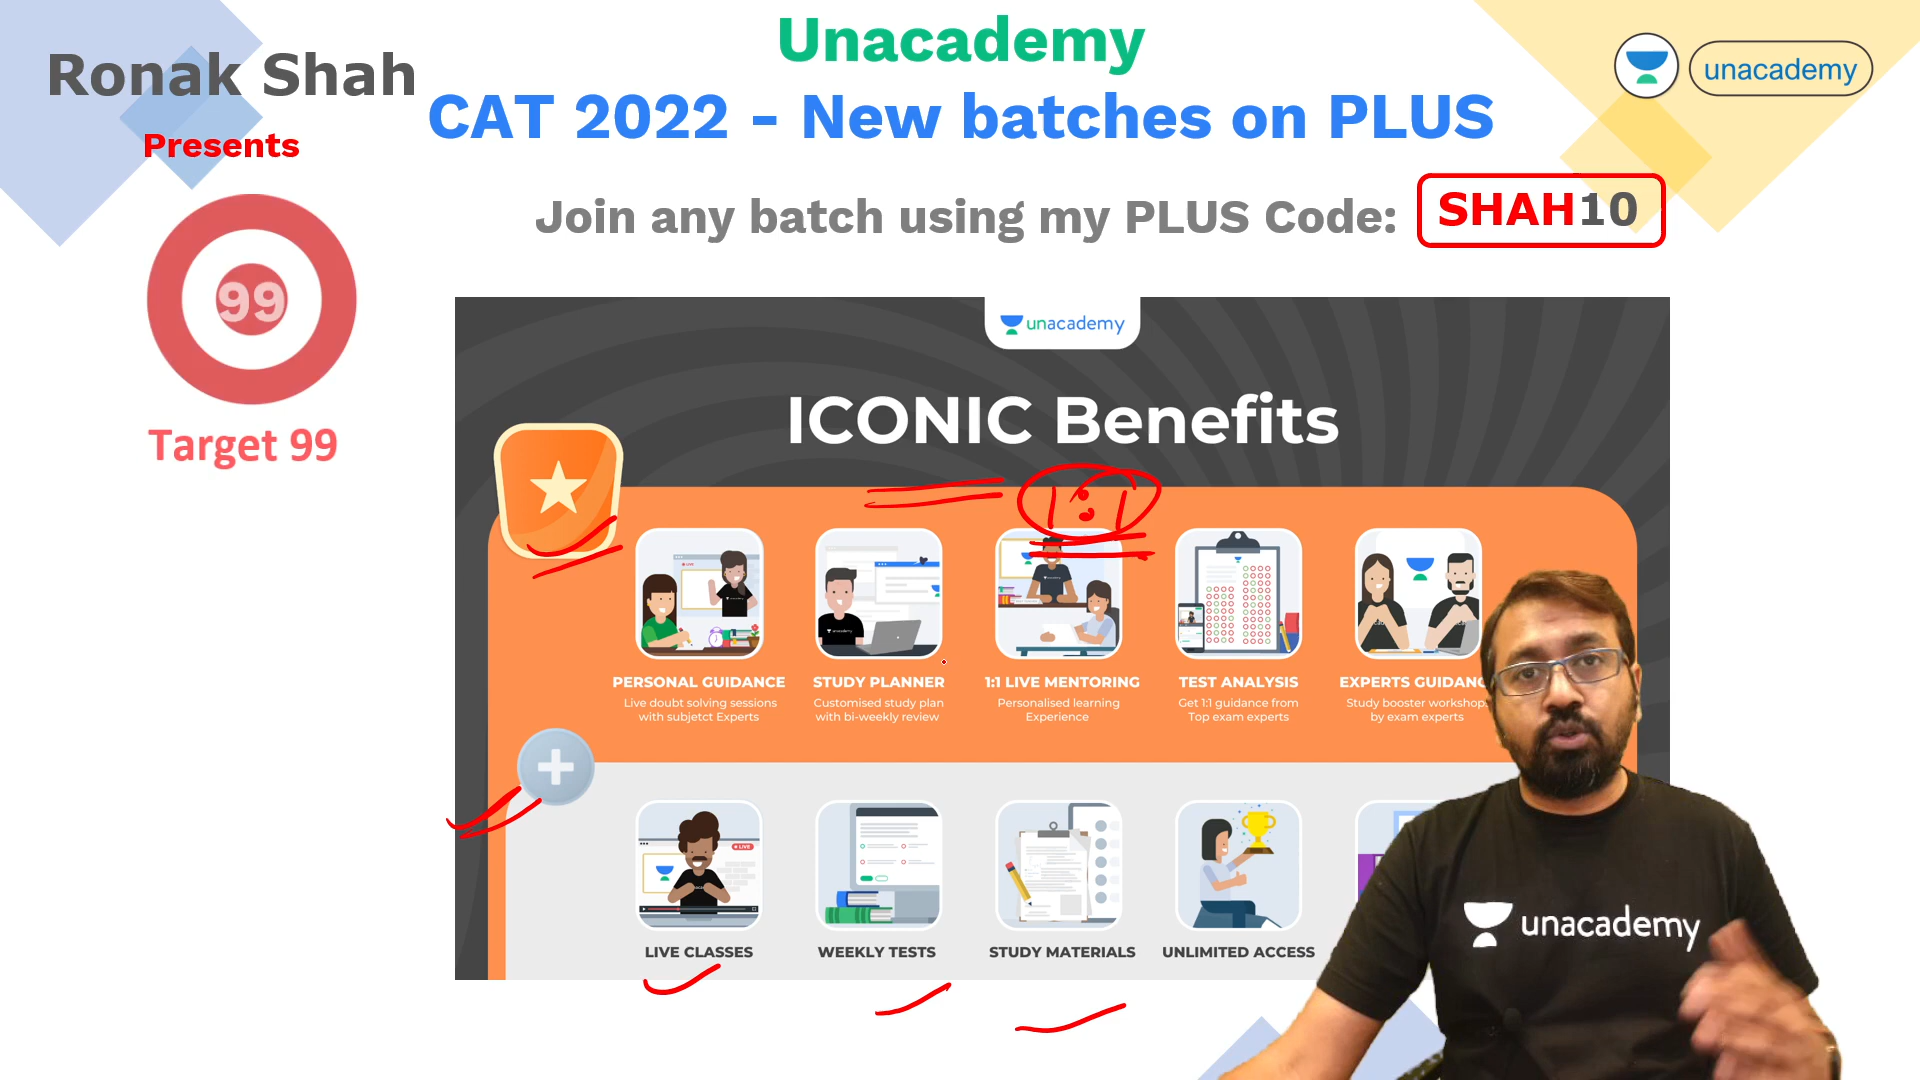 Ronak Shah
Presents
99
Target 99
Unacademy
CAT 2022 - New batches on PLUS
Join any batch using my PLUS Code: SHAH10
unacademy
unacademy
ICONIC Benefits
1:1
PERSONAL GUIDANCE
Live doubt solving sessions
with subjetct Experts
STUDY PLANNER
Customised study plan
with bi-weekly review
1:1 LIVE MENTORING
Personalised learning
Experience
TEST ANALYSIS
Get 1:1 guidance from
Top exam experts
EXPERTS GUIDANC
Study booster workshop
by exam experts
LIVE CLASSES
WEEKLY TESTS
STUDY MATERIALS
UNLIMITED ACCESS
unacademy